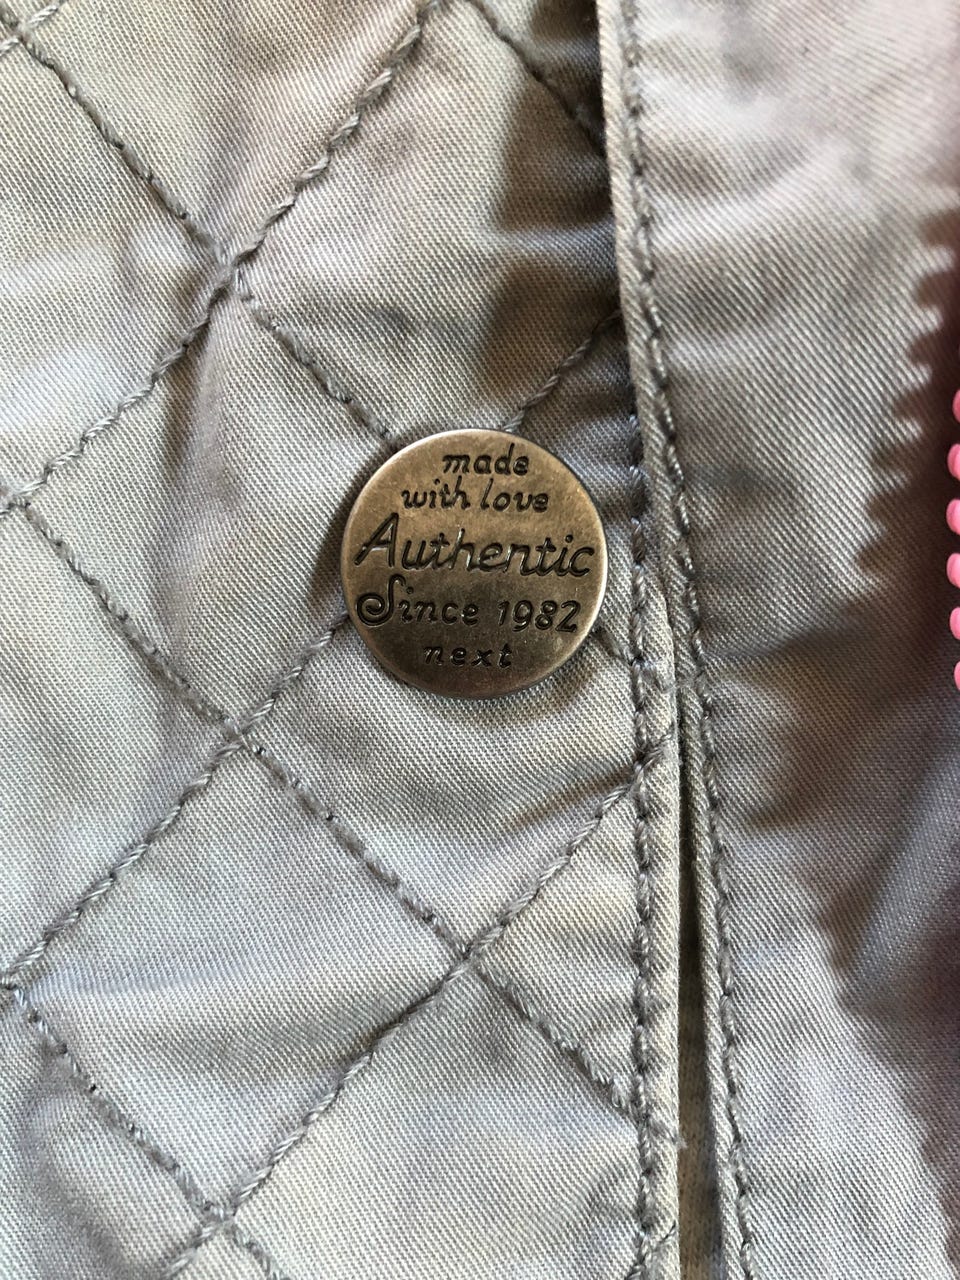 made
with love
Authentic
Since 1982
next